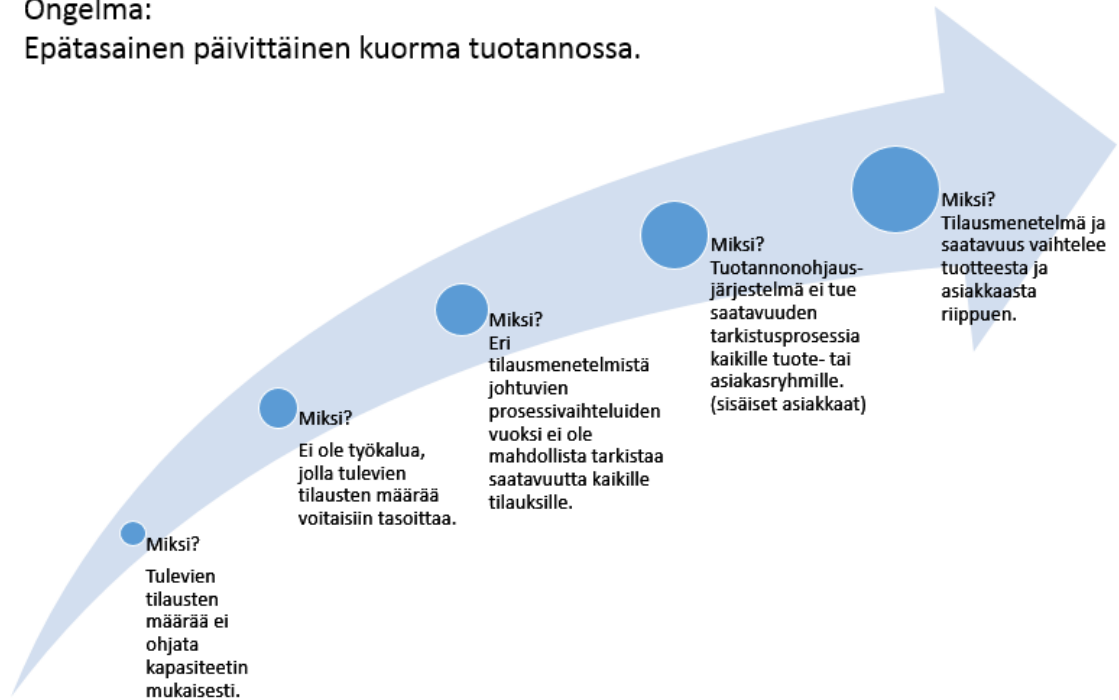 Ongelma:
Epätasainen päivittäinen kuorma tuotannossa.
Miksi?
Tulevien
tilausten
määrää ei
ohjata
kapasiteetin
mukaisesti.
Miksi?
Ei ole työkalua,
jolla tulevien
tilausten määrää
voitaisiin tasoittaa.
Miksi?
Eri
tilausmenetelmistä
johtuvien
prosessivaihteluiden
vuoksi ei ole
mahdollista tarkistaa
saatavuutta kaikille
tilauksille.
Miksi?
Tuotannonohjaus-
järjestelmä ei tue
saatavuuden
tarkistusprosessia
kaikille tuote- tai
asiakasryhmille.
(sisäiset asiakkaat)
Miksi?
Tilausmenetelmä ja
saatavuus vaihtelee
tuotteesta ja
asiakkaasta
riippuen.